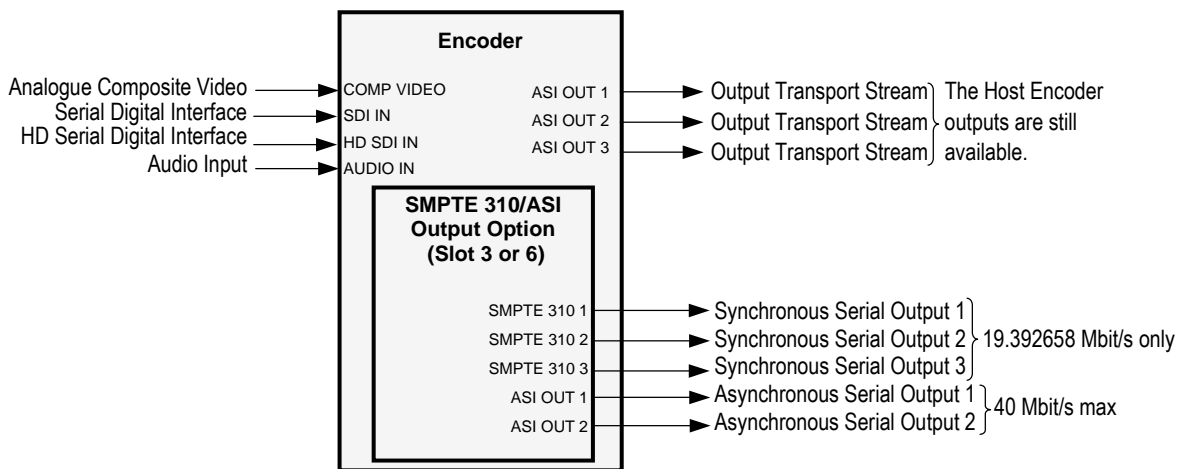 Encoder
Analogue Composite Video
Serial Digital Interface
HD Serial Digital Interface
Audio Input
COMP VIDEO
SDI IN
HD SDI IN
AUDIO IN
ASI OUT 1
ASI OUT 2
ASI OUT 3
Output Transport Stream
Output Transport Stream
Output Transport Stream
The Host Encoder
outputs are still
available.
SMPTE 310/ASI
Output Option
(Slot 3 or 6)
SMPTE 310 1
SMPTE 310 2
SMPTE 310 3
ASI OUT 1
ASI OUT 2
Synchronous Serial Output 1
Synchronous Serial Output 2
Synchronous Serial Output 3
19.392658 Mbit/s only
Asynchronous Serial Output 1
Asynchronous Serial Output 2
40 Mbit/s max